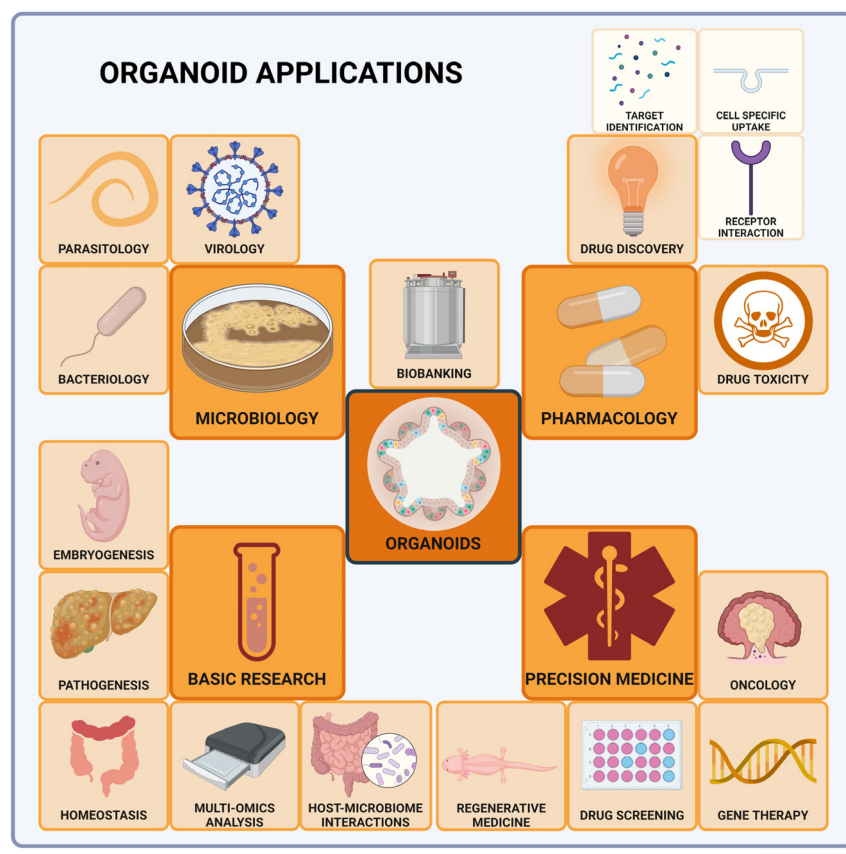 ORGANOID APPLICATIONS
TARGET
IDENTIFICATION
CELL SPECIFIC
UPTAKE
PARASITOLOGY
VIROLOGY
DRUG DISCOVERY
RECEPTOR
INTERACTION
BACTERIOLOGY
MICROBIOLOGY
BIOBANKING
PHARMACOLOGY
DRUG TOXICITY
ORGANOIDS
EMBRYOGENESIS
PATHOGENESIS
BASIC RESEARCH
PRECISION MEDICINE
ONCOLOGY
HOMEOSTASIS
MULTI-OMICS
ANALYSIS
HOST-MICROBIOME
INTERACTIONS
REGENERATIVE
MEDICINE
DRUG SCREENING
GENE THERAPY